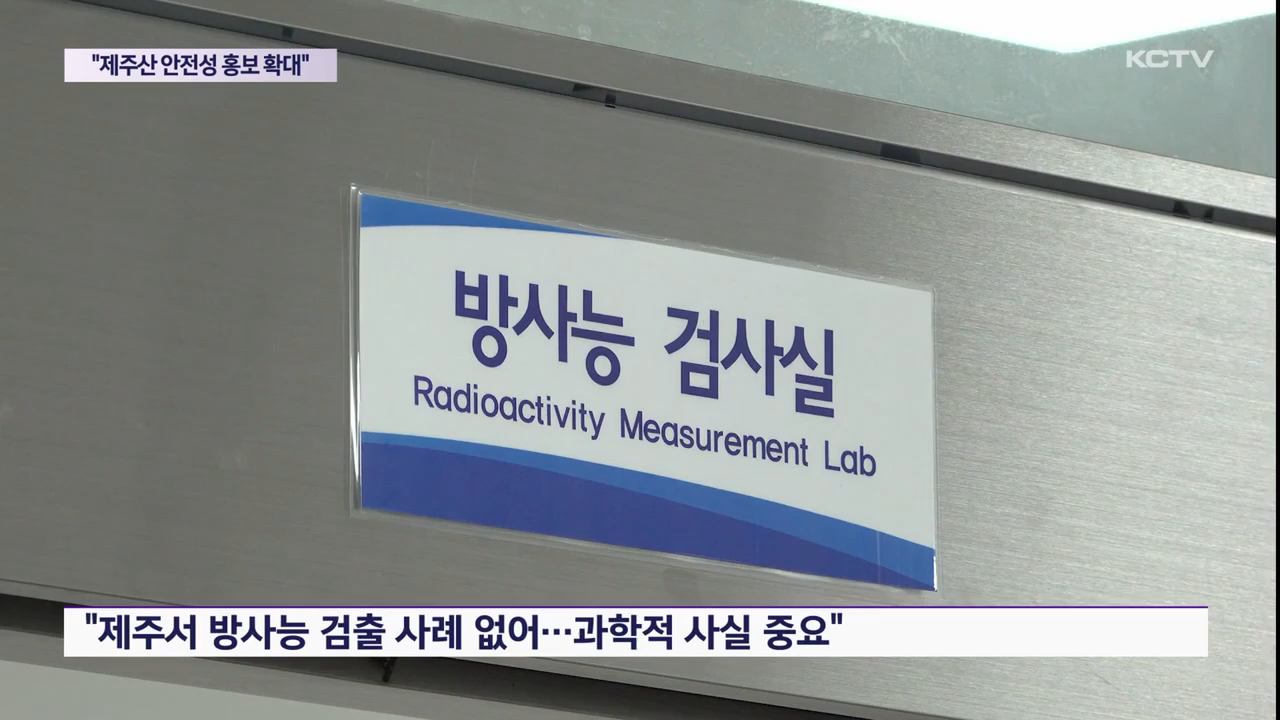 "제주산 안전성 홍보 확대"
KCTV
방사능 검사실
Radioactivity Measurement Lab
"제주서 방사능 검출 사례 없어…과학적 사실 중요"